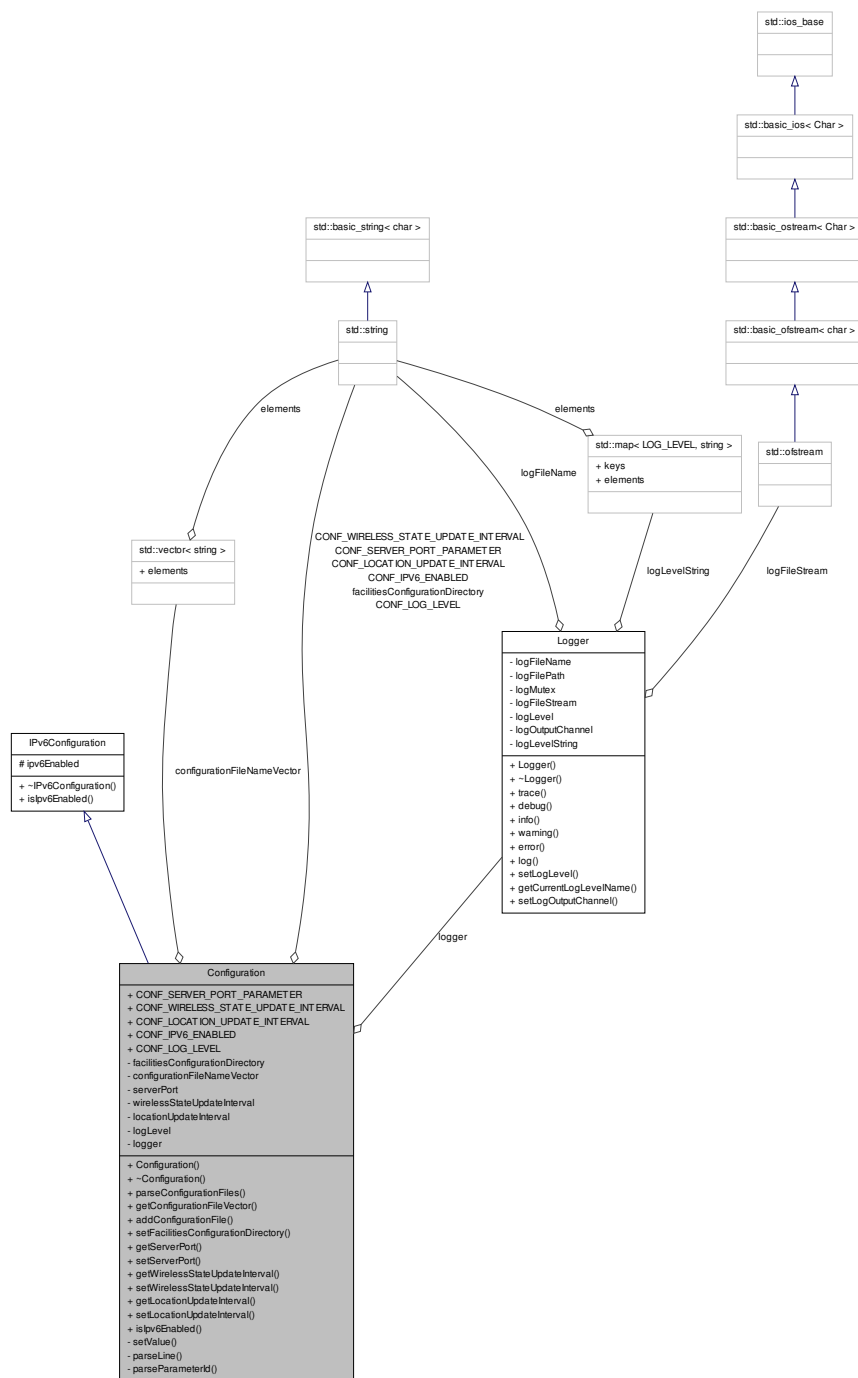 std::ios_base
std::basic_ios< Char >
std::basic_string< char >
std::basic_ostream< Char >
std::string
std::basic_ofstream< char >
elements
elements
std::map< LOG_LEVEL, string >
+ keys
+ elements
std::ofstream
logFileName
CONF_WIRELESS_STATE_UPDATE_INTERVAL
CONF_SERVER_PORT_PARAMETER
CONF_LOCATION_UPDATE_INTERVAL
CONF_IPV6_ENABLED
facilitiesConfigurationDirectory
CONF_LOG_LEVEL
std::vector< string >
+ elements
logLevelString
logFileStream
Logger
- logFileName
- logFilePath
- logMutex
- logFileStream
- logLevel
- logOutputChannel
- logLevelString
+ Logger()
+ ~Logger()
+ trace()
+ debug()
+ info()
+ warning()
+ error()
+ log()
+ setLogLevel()
+ getCurrentLogLevelName()
+ setLogOutputChannel()
IPv6Configuration
# ipv6Enabled
+ ~IPv6Configuration()
+ isIpv6Enabled()
configurationFileNameVector
logger
Configuration
+ CONF_SERVER_PORT_PARAMETER
+ CONF_WIRELESS_STATE_UPDATE_INTERVAL
+ CONF_LOCATION_UPDATE_INTERVAL
+ CONF_IPV6_ENABLED
+ CONF_LOG_LEVEL
- facilitiesConfigurationDirectory
- configurationFileNameVector
- serverPort
- wirelessStateUpdateInterval
- locationUpdateInterval
- logLevel
- logger
+ Configuration()
+ ~Configuration()
+ parseConfigurationFiles()
+ getConfigurationFileVector()
+ addConfigurationFile()
+ setFacilitiesConfigurationDirectory()
+ getServerPort()
+ setServerPort()
+ getWirelessStateUpdateInterval()
+ setWirelessStateUpdateInterval()
+ getLocationUpdateInterval()
+ setLocationUpdateInterval()
+ isIpv6Enabled()
- setValue()
- parseLine()
- parseParameterId()